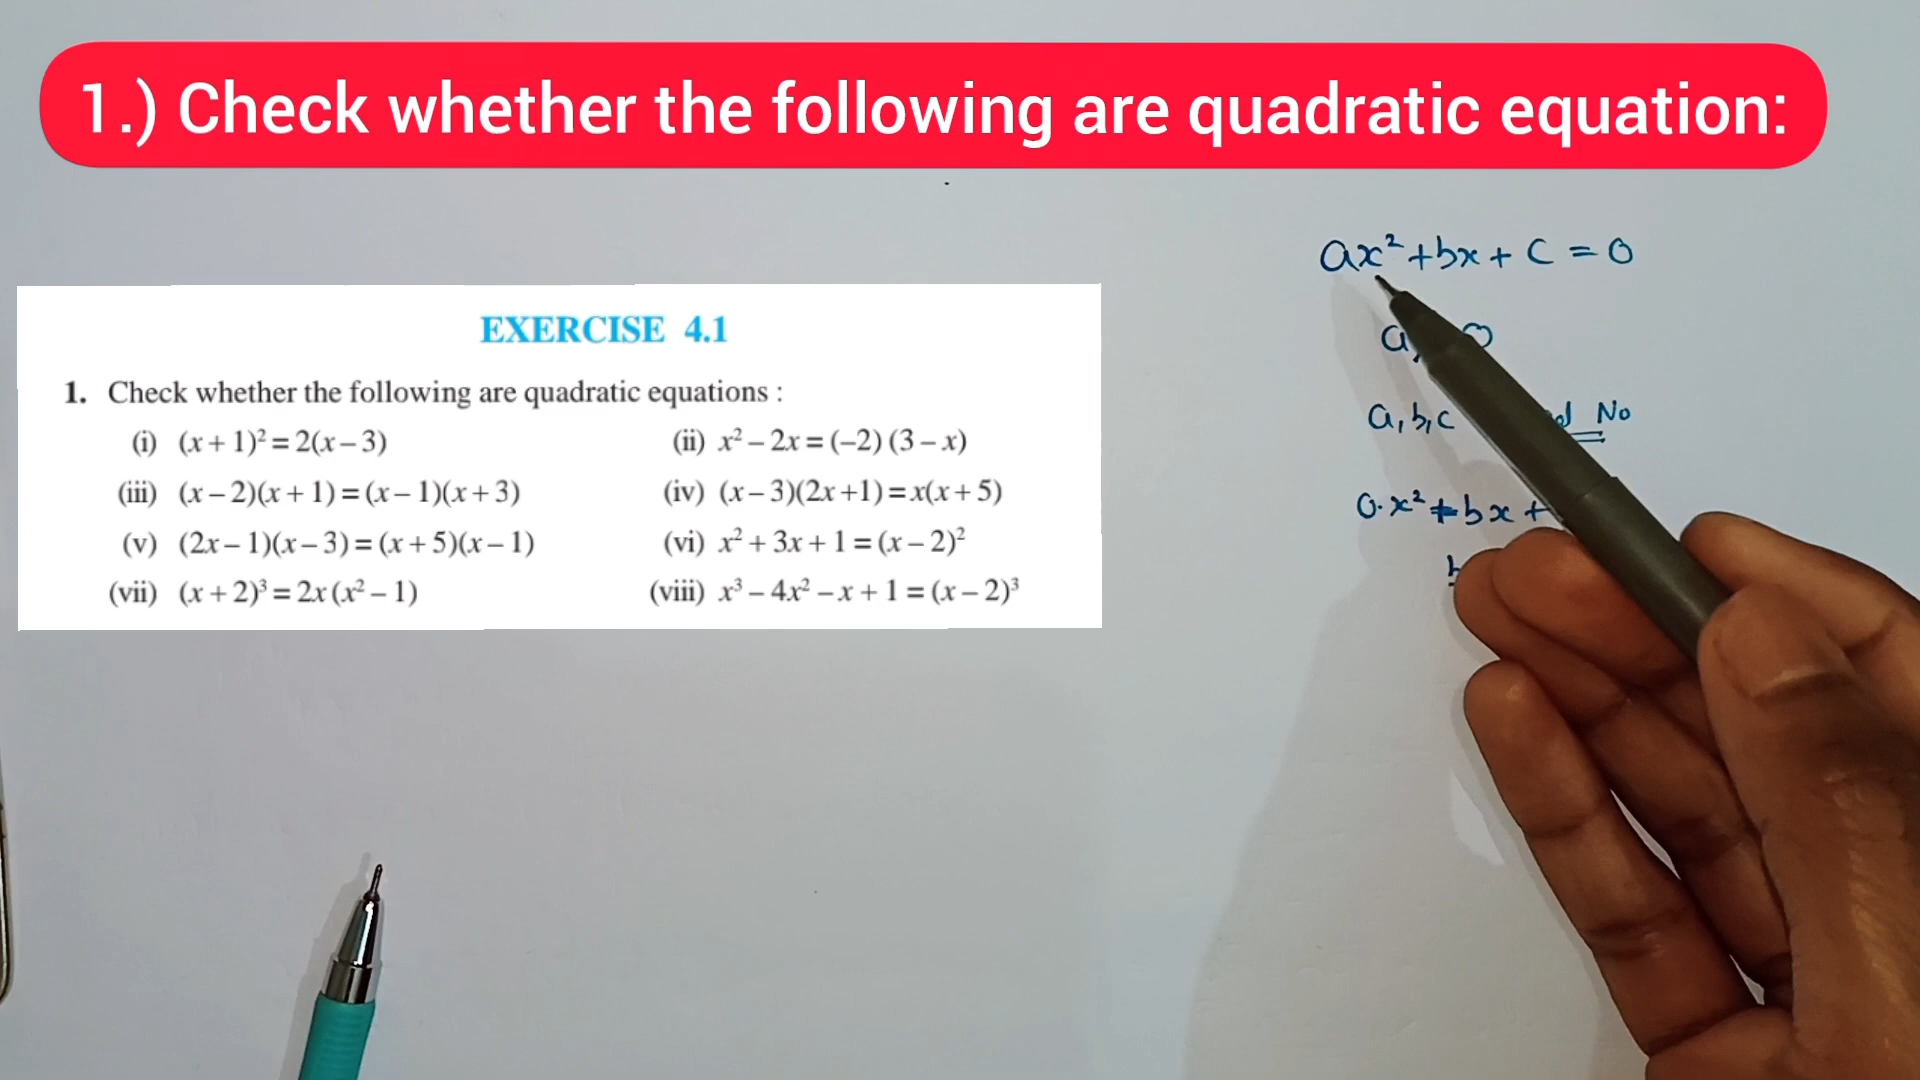 1.) Check whether the following are quadratic equation:
EXERCISE 4.1
1. Check whether the following are quadratic equations :
(i) (x + 1)² = 2(x – 3)
(ii) x² – 2x = (–2) (3 – x)
(iii) (x – 2)(x + 1) = (x – 1)(x + 3)
(iv) (x – 3)(2x +1) = x(x + 5)
(v) (2x – 1)(x – 3) = (x + 5)(x – 1)
(vi) x² + 3x + 1 = (x – 2)²
(vii) (x + 2)³ = 2x (x² – 1)
(viii) x³ – 4x² – x + 1 = (x – 2)³
ax² + bx + c = 0
a 0
a, b, c No
0·x² + bx +